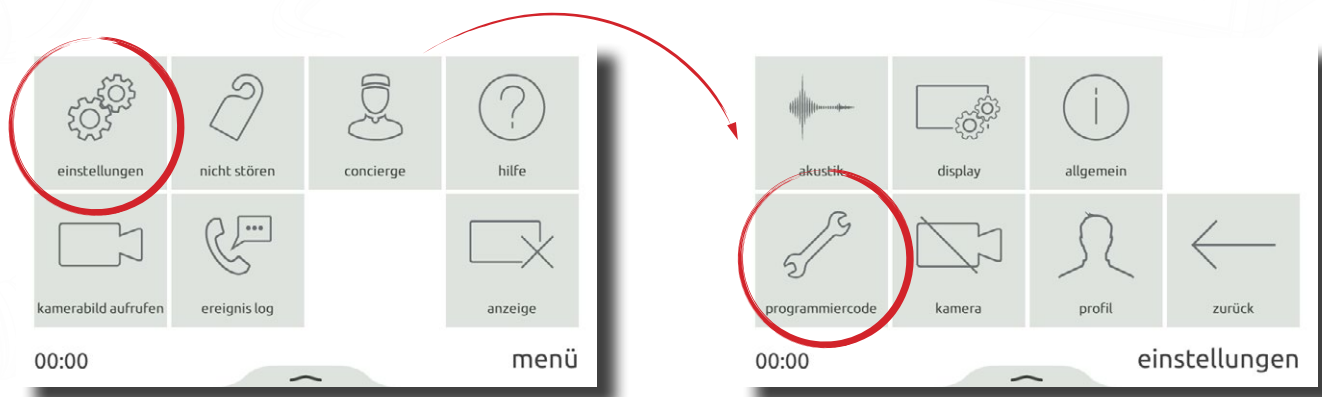 einstellungen
nicht stören
concierge
hilfe
kamerabild aufrufen
ereignis log
anzeige
00:00
menü
akustik
display
allgemein
programmiercode
kamera
profil
zurück
00:00
einstellungen